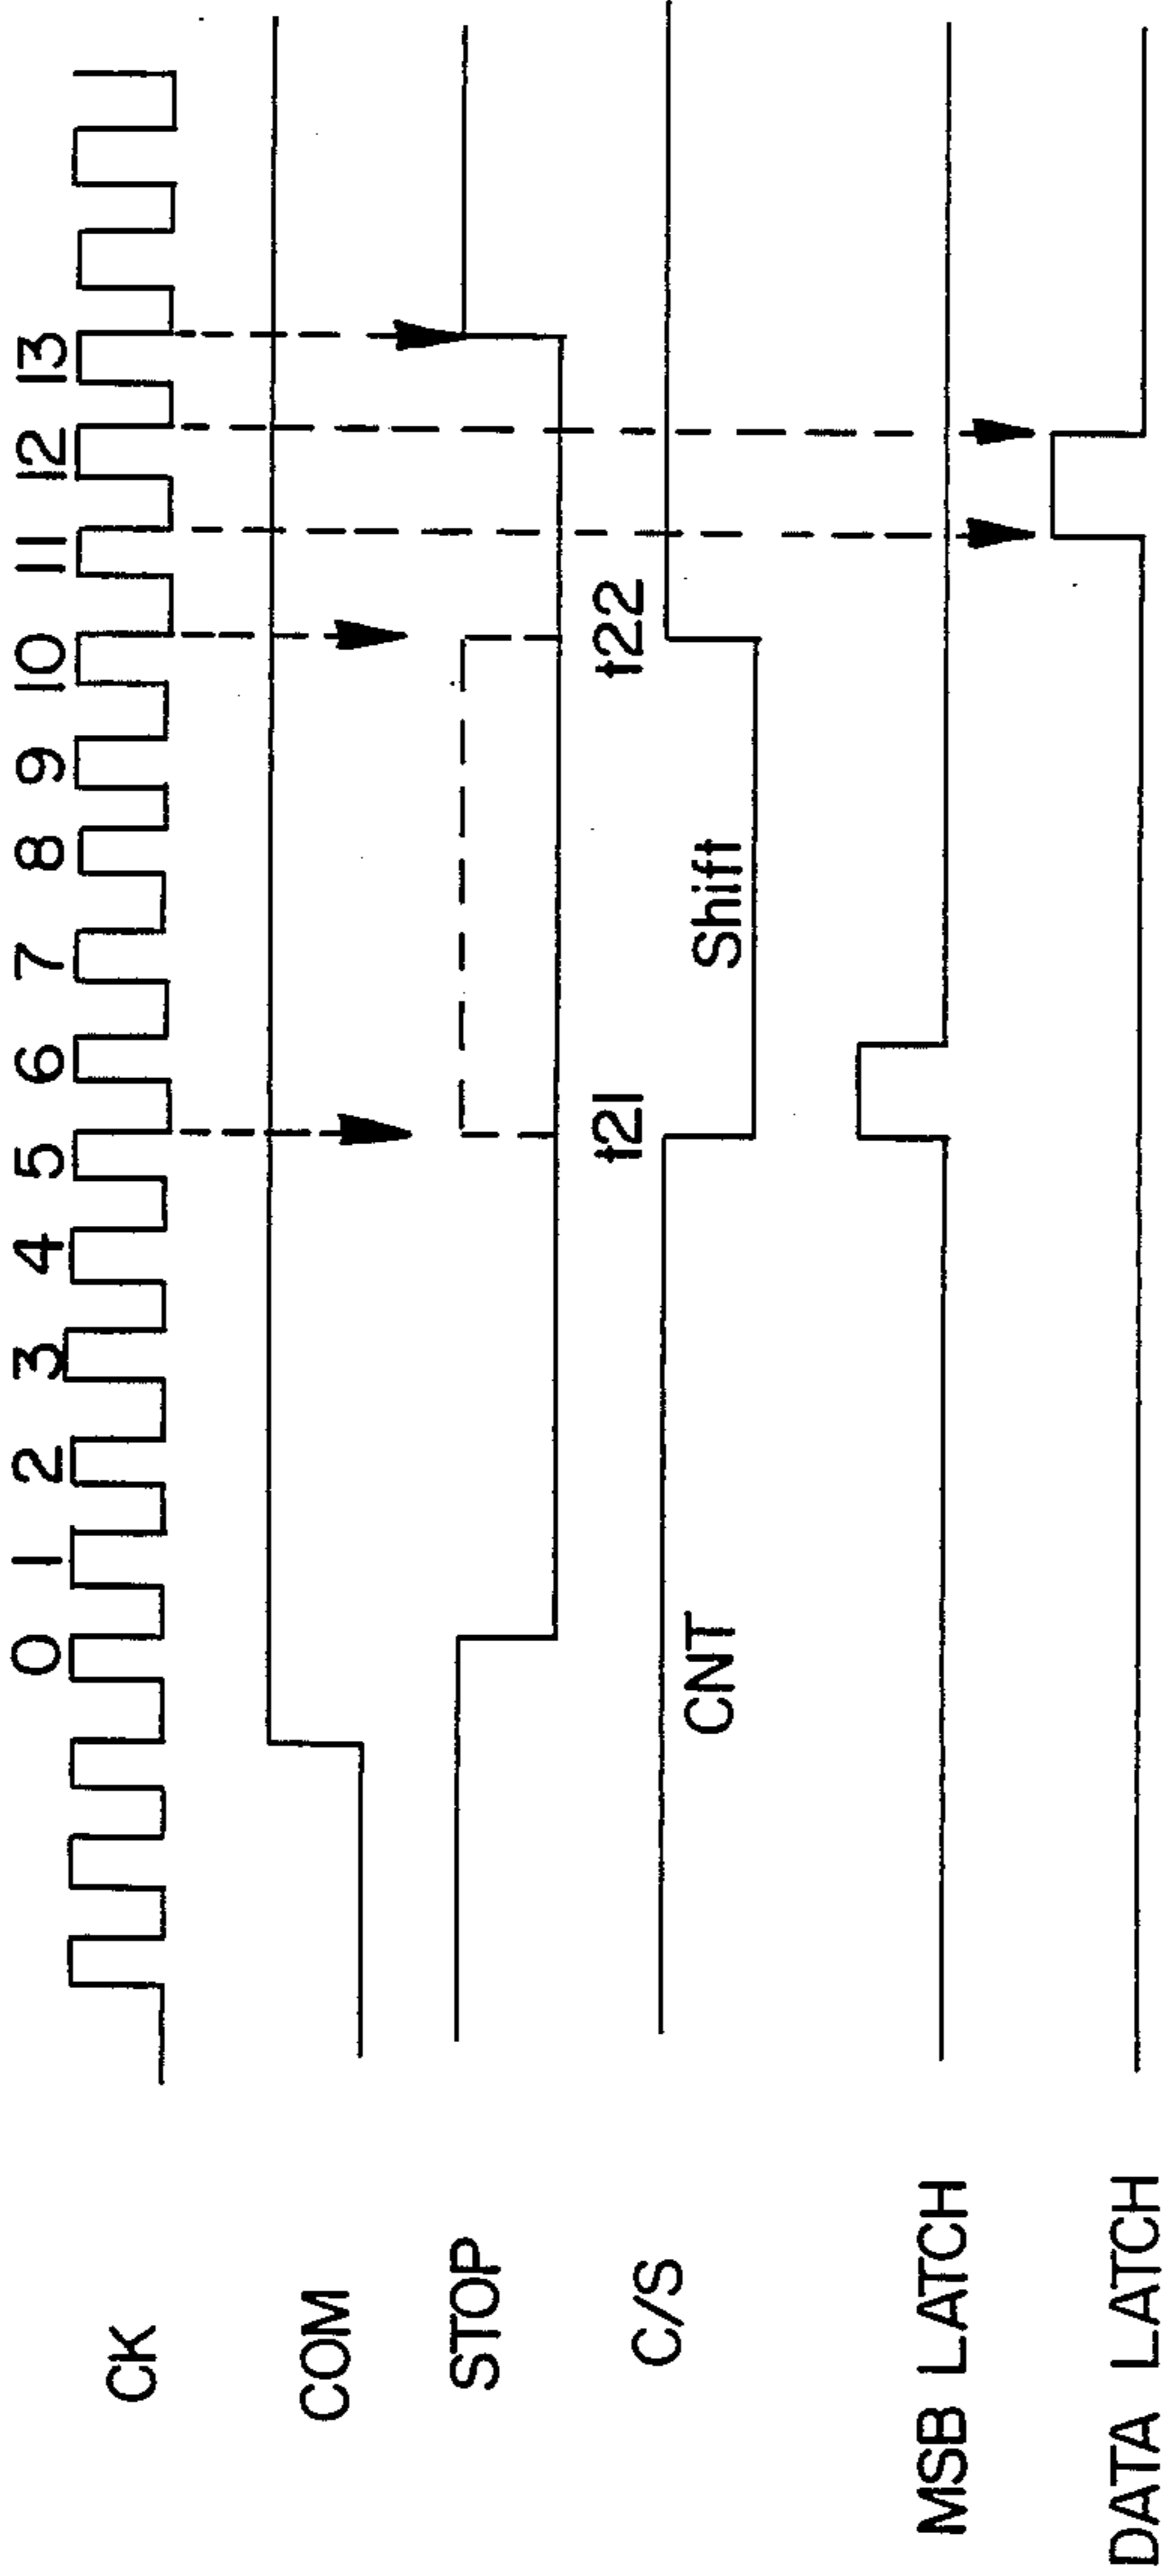 0 1 2 3 4 5 6 7 8 9 10 11 12 13
CK
COM
STOP
t21 t22
C/S
CNT Shift
MSB LATCH
DATA LATCH